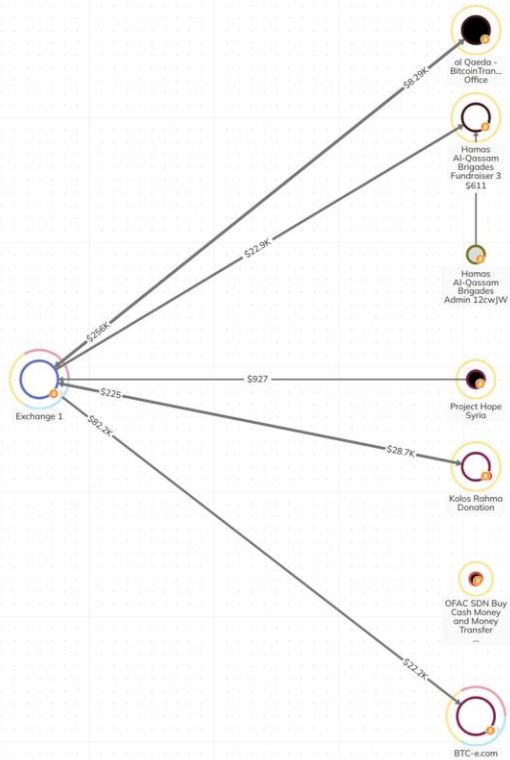 al Qaeda -
BitcoinTran...
Office
$8.29K
Hamas
Al-Qassam
Brigades
Fundraiser 3
$611
$22.9K
Hamas
Al-Qassam
Brigades
Admin 12cwJW
$256K
Exchange 1
$927
Project Hope
Syria
$225
$28.7K
Kolos Rahma
Donation
$82.2K
OFAC SDN Buy
Cash Money
and Money
Transfer
...
$22.2K
BTC-e.com